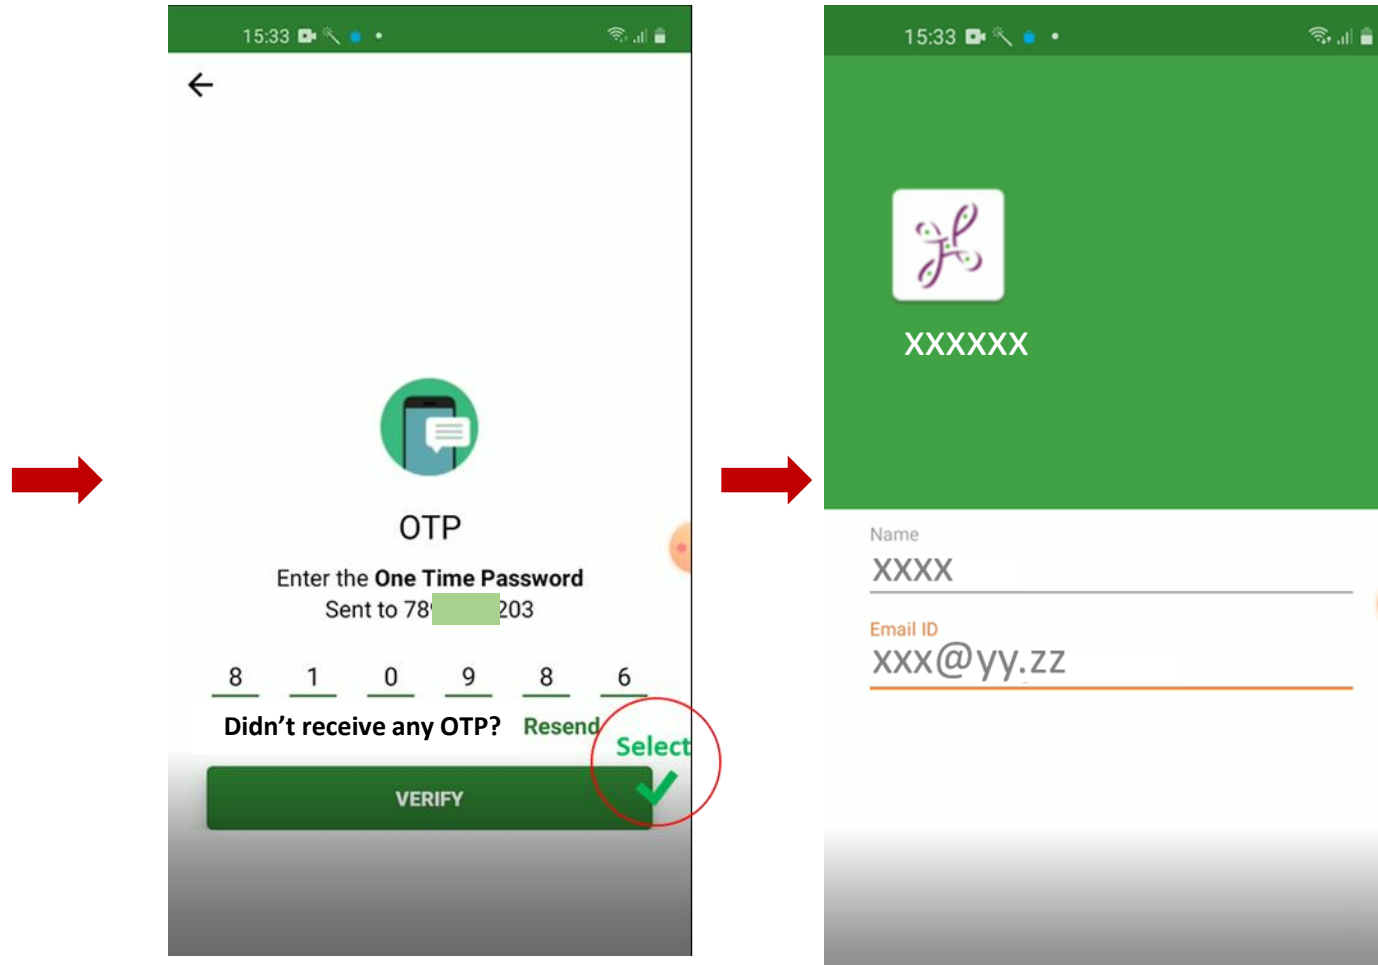 15:33
OTP
Enter the One Time Password
Sent to 78 203
8 1 0 9 8 6
Didn't receive any OTP? Resend
Select
VERIFY
15:33
XXXXXX
Name
XXXX
Email ID
xxx@yy.zz